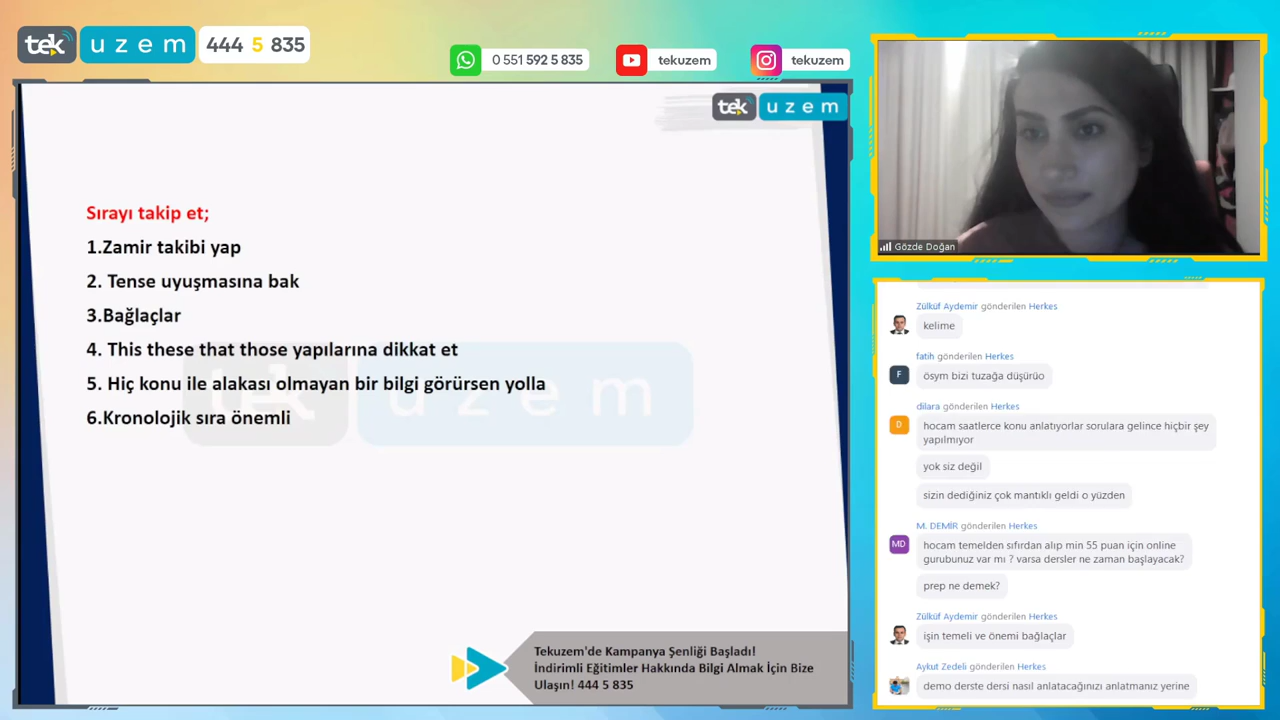 tek uzem 444 5 835
0 551 592 5 835
tekuzem
tekuzem
tek uzem
Sırayı takip et;
1.Zamir takibi yap
2. Tense uyuşmasına bak
3.Bağlaçlar
4. This these that those yapılarına dikkat et
5. Hiç konu ile alakası olmayan bir bilgi görürsen yolla
6.Kronolojik sıra önemli
tek uzem
Tekuzem'de Kampanya Şenliği Başladı!
İndirimli Eğitimler Hakkında Bilgi Almak İçin Bize
Ulaşın! 444 5 835
Gözde Doğan
Zülküf Aydemir gönderilen Herkes
kelime
fatih gönderilen Herkes
F
ösym bizi tuzağa düşürüo
dilara gönderilen Herkes
D
hocam saatlerce konu anlatıyorlar sorulara gelince hiçbir şey
yapılmıyor
yok siz değil
sizin dediğiniz çok mantıklı geldi o yüzden
M. DEMİR gönderilen Herkes
MD
hocam temelden sıfırdan alıp min 55 puan için online
gurubunuz var mı ? varsa dersler ne zaman başlayacak?
prep ne demek?
Zülküf Aydemir gönderilen Herkes
işin temeli ve önemi bağlaçlar
Aykut Zedeli gönderilen Herkes
demo derste dersi nasıl anlatacağınızı anlatmanız yerine